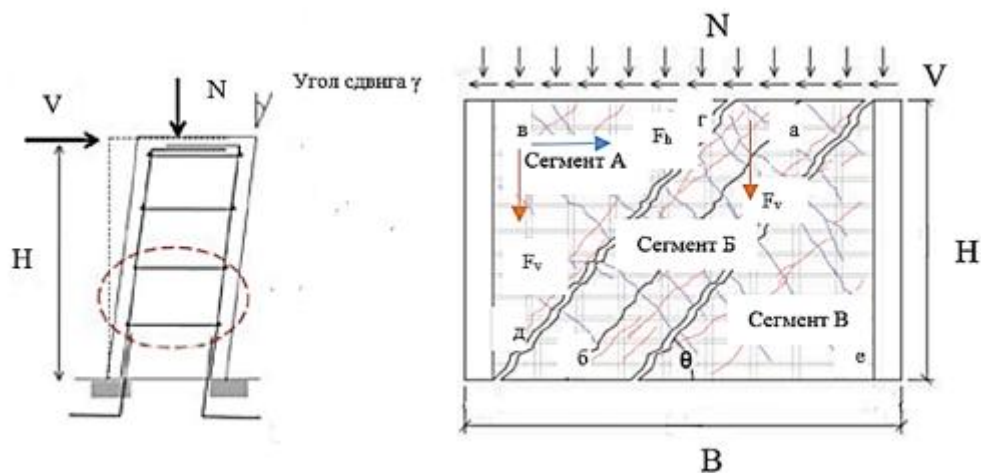 V
N
Угол сдвига γ
H
N
V
в
F_h
г
а
Сегмент А
F_v
F_v
Сегмент Б
H
Сегмент В
д
б
θ
е
B